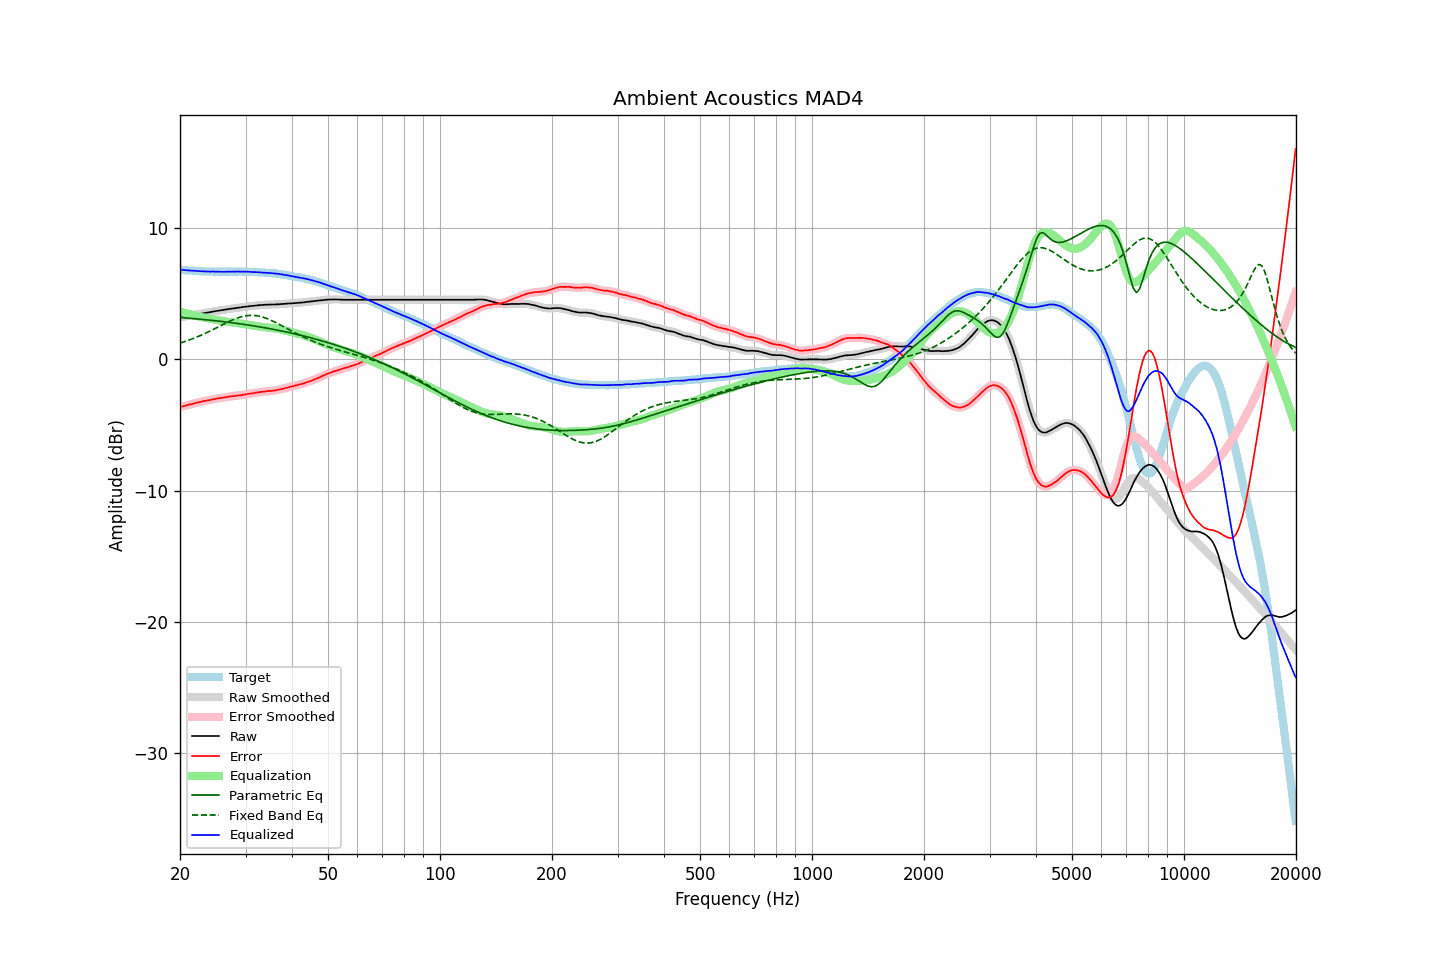 Ambient Acoustics MAD4
Amplitude (dBr)
10
0
−10
−20
−30
Target
Raw Smoothed
Error Smoothed
Raw
Error
Equalization
Parametric Eq
Fixed Band Eq
Equalized
20 50 100 200 500 1000 2000 5000 10000 20000
Frequency (Hz)